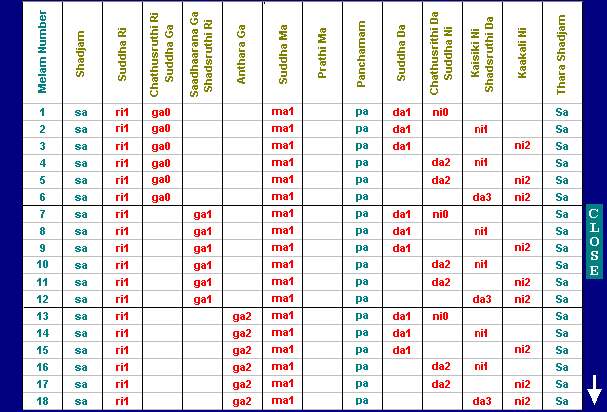 Melam Number Shadjam Suddha Ri Chathusruthi Ri Suddha Ga Saadhaarana Ga Shadsruthi Ri Anthara Ga Suddha Ma Prathi Ma Panchamam Suddha Da Chathusrithi Da Suddha Ni Kaisiki Ni Shadsruthi Da Kaakali Ni Thara Shadjam
1 sa ri1 ga0 ma1 pa da1 ni0 Sa
2 sa ri1 ga0 ma1 pa da1 ni1 Sa
3 sa ri1 ga0 ma1 pa da1 ni2 Sa
4 sa ri1 ga0 ma1 pa da2 ni1 Sa
5 sa ri1 ga0 ma1 pa da2 ni2 Sa
6 sa ri1 ga0 ma1 pa da3 ni2 Sa
7 sa ri1 ga1 ma1 pa da1 ni0 Sa
8 sa ri1 ga1 ma1 pa da1 ni1 Sa
9 sa ri1 ga1 ma1 pa da1 ni2 Sa
10 sa ri1 ga1 ma1 pa da2 ni1 Sa
11 sa ri1 ga1 ma1 pa da2 ni2 Sa
12 sa ri1 ga1 ma1 pa da3 ni2 Sa
13 sa ri1 ga2 ma1 pa da1 ni0 Sa
14 sa ri1 ga2 ma1 pa da1 ni1 Sa
15 sa ri1 ga2 ma1 pa da1 ni2 Sa
16 sa ri1 ga2 ma1 pa da2 ni1 Sa
17 sa ri1 ga2 ma1 pa da2 ni2 Sa
18 sa ri1 ga2 ma1 pa da3 ni2 Sa
CLOSE